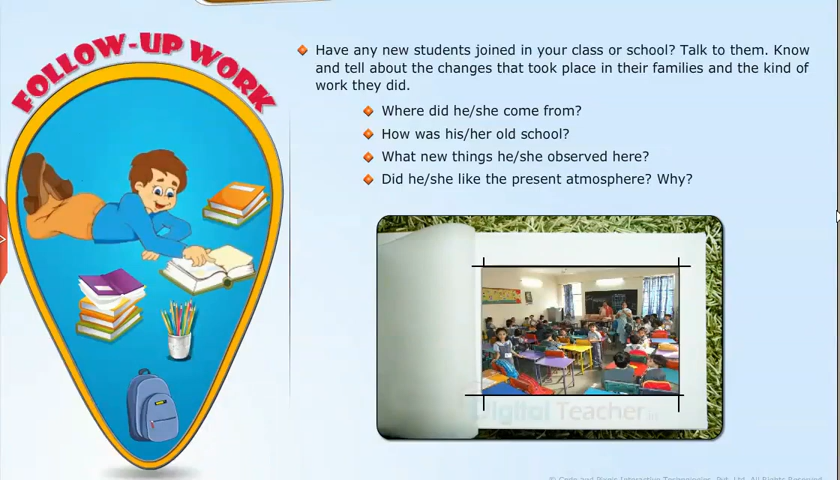 FOLLOW-UP WORK
Have any new students joined in your class or school? Talk to them. Know
and tell about the changes that took place in their families and the kind of
work they did.
Where did he/she come from?
How was his/her old school?
What new things he/she observed here?
Did he/she like the present atmosphere? Why?
Digital Teacher